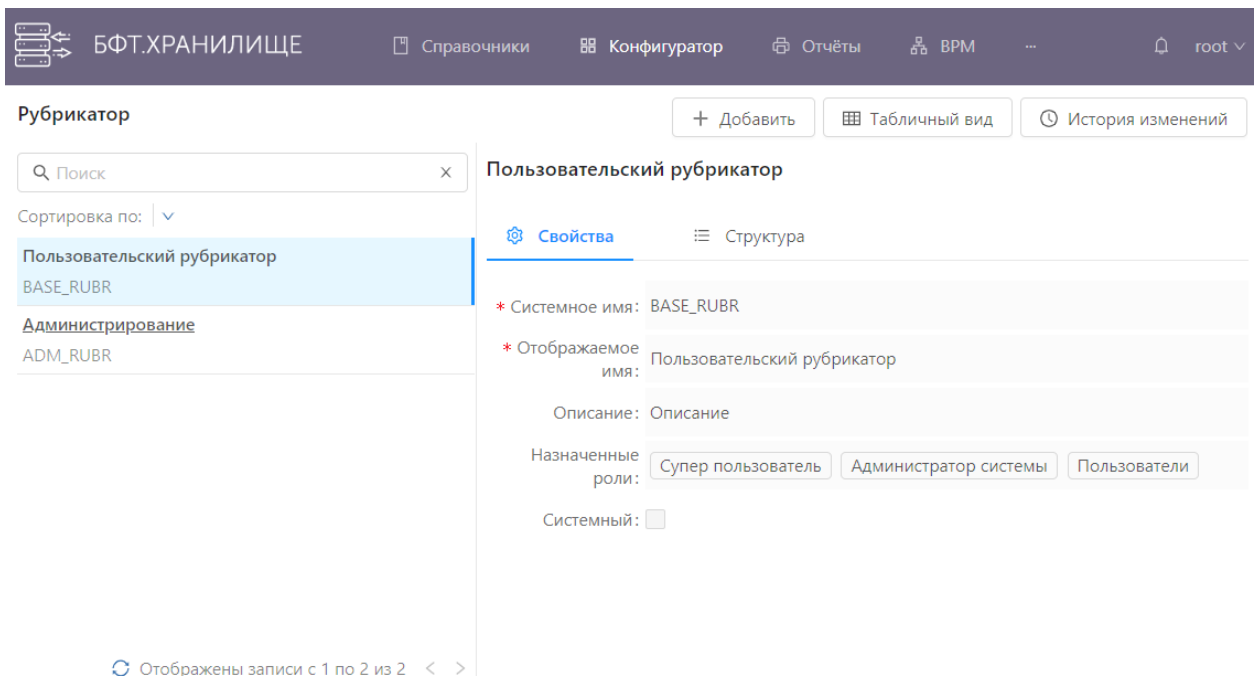 БФТ.ХРАНИЛИЩЕ Справочники Конфигуратор Отчёты BPM ... root
Рубрикатор
+ Добавить Табличный вид История изменений
Поиск X
Сортировка по:
Пользовательский рубрикатор
BASE_RUBR
Администрирование
ADM_RUBR
Отображены записи с 1 по 2 из 2 < >
Пользовательский рубрикатор
Свойства Структура
* Системное имя: BASE_RUBR
* Отображаемое
имя: Пользовательский рубрикатор
Описание: Описание
Назначенные
роли: Супер пользователь Администратор системы Пользователи
Системный: